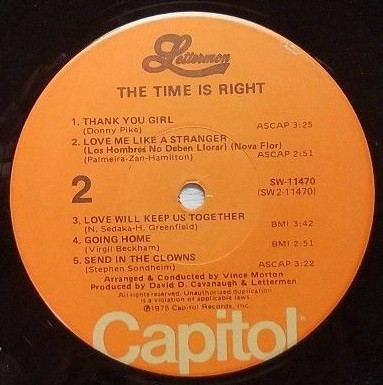 Lettermen
THE TIME IS RIGHT
1. THANK YOU GIRL
(Donny Pike) ASCAP 3:25
2. LOVE ME LIKE A STRANGER
(Los Hombres No Deben Llorar) (Nova Flor)
(Palmeira-Zan-Hamilton) ASCAP 2:51
2
SW-11470
(SW2-11470)
3. LOVE WILL KEEP US TOGETHER
(N. Sedaka-H. Greenfield) BMI 3:42
4. GOING HOME
(Virgil Beckham) BMI 2:51
5. SEND IN THE CLOWNS
(Stephen Sondheim) ASCAP 3:22
Arranged & Conducted by Vince Morton
Produced by David D. Cavanaugh & Lettermen
All rights reserved. Unauthorized duplication
is a violation of applicable laws.
℗1975 Capitol Records, Inc.
Capitol